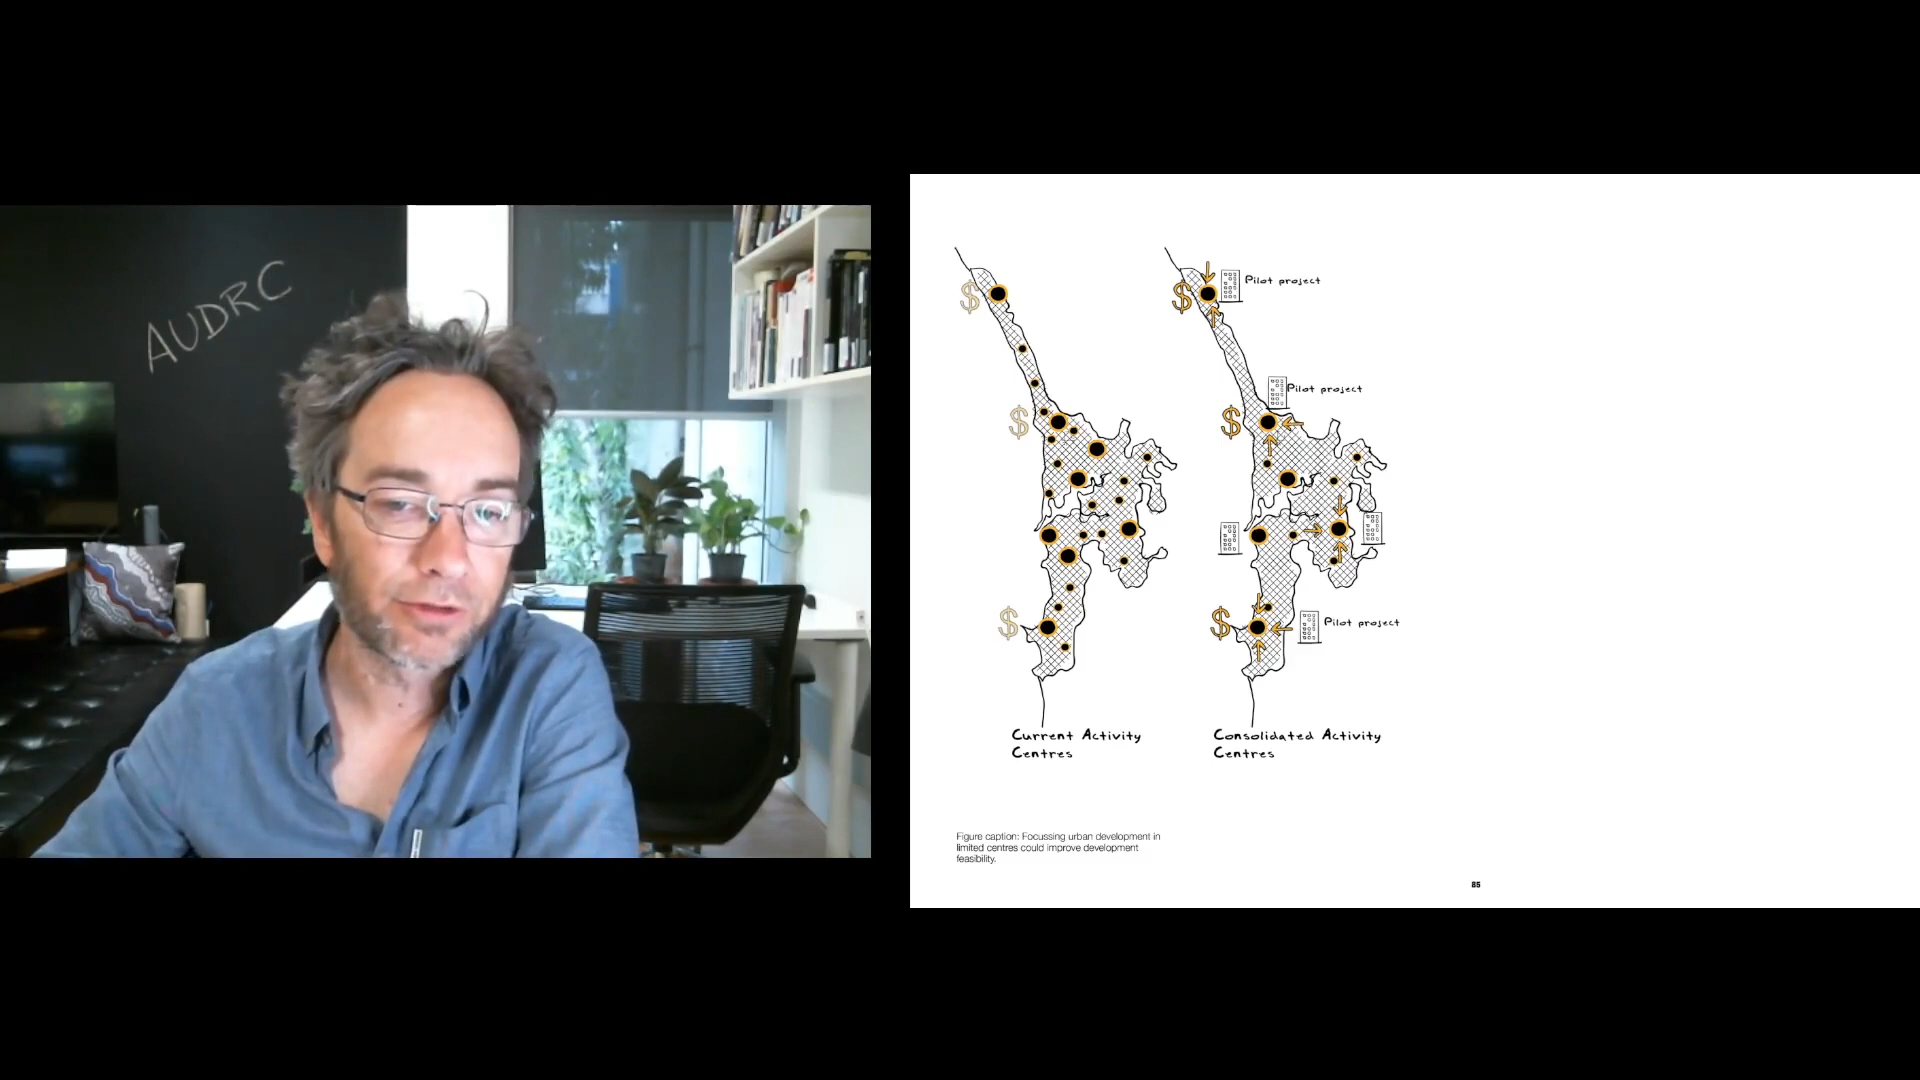 AUDRC
$
Pilot project
$
Pilot project
$
$
$
Pilot project
$
Current Activity
Centres
Consolidated Activity
Centres
Figure caption: Focussing urban development in
limited centres could improve development
feasibility.
85